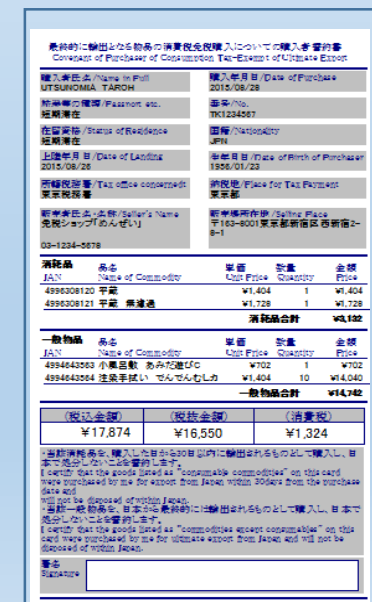 最終的に輸出となる物品の消費税免税購入についての購入者誓約書
Covenant of Purchaser of Consumption Tax-Exempt of Ultimate Export
購入者氏名/Name in Full
UTSUNOMIA TAROH
購入年月日/Date of Purchase
2015/08/28
旅券等の種類/Passport etc.
短期滞在
番号/No.
TK1234567
在留資格/Status of Residence
短期滞在
国籍/Nationality
JPN
上陸年月日/Date of Landing
2015/08/26
生年月日/Date of Birth of Purchaser
1956/01/23
所轄税務署/Tax office concernedt
東京税務署
納税地/Place for Tax Payment
東京都
販売者氏名・名称/Seller's Name
免税ショップ「めんぜい」
03-1234-5678
販売場所在地/Selling Place
〒163-8001東京都新宿区西新宿2-
8-1
消耗品 品名 単価 数量 金額
JAN Name of Commodity Unit Price Quantity Price
4996308120 平蔵 ¥1,404 1 ¥1,404
4996308121 平蔵 無濾過 ¥1,728 1 ¥1,728
消耗品合計 ¥3,132
一般物品 品名 単価 数量 金額
JAN Name of Commodity Unit Price Quantity Price
4994643563 小風呂敷 あみだ遊びC ¥702 1 ¥702
4994643564 注染手拭い でんでんむしカ ¥1,404 10 ¥14,040
一般物品合計 ¥14,742
(税込金額) (税抜金額) (消費税)
¥17,874 ¥16,550 ¥1,324
・当該消耗品を、購入した日から30日以内に輸出されるものとして購入し、日
本で処分しないことを誓約します。
I certify that the goods listed as "consumable commodities" on this card
were purchased by me for export from Japan within 30days from the purchase
date and
will not be disposed of within Japan.
・当該一般物品を、日本から最終的には輸出されるものとして購入し、日本で
処分しないことを誓約します。
I certify that the goods listed as "commodities except consumables" on this
card were purchased by me for ultimate export from Japan and will not be
disposed of within Japan.
署名
Signature